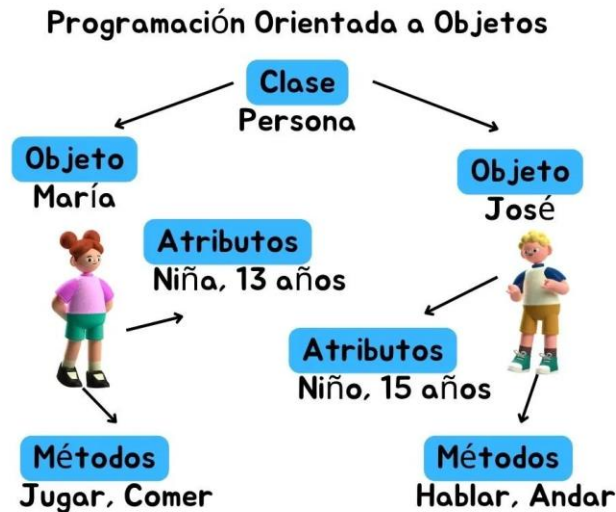 Programación Orientada a Objetos
Clase
Persona
Objeto
María
Objeto
José
Atributos
Niña, 13 años
Atributos
Niño, 15 años
Métodos
Jugar, Comer
Métodos
Hablar, Andar